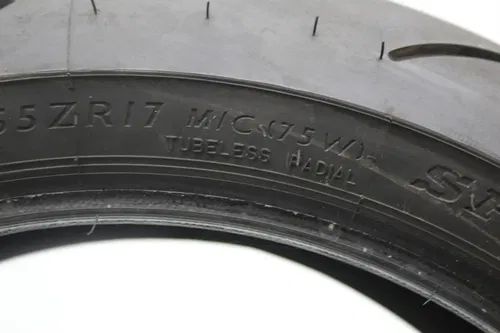 55ZR17 M/C (75W)
TUBELESS RADIAL